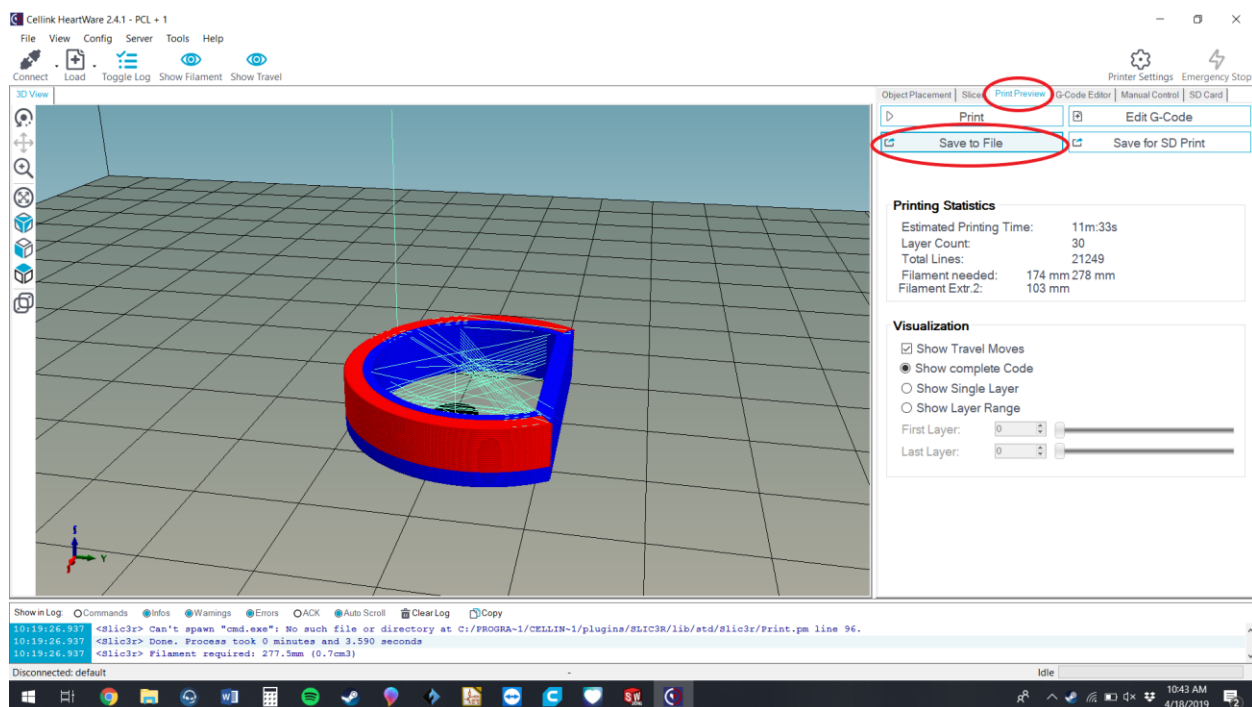 Cellink HeartWare 2.4.1 - PCL + 1
File View Config Server Tools Help
Connect Load Toggle Log Show Filament Show Travel Printer Settings Emergency Stop
3D View
Object Placement Slicer Print Preview G-Code Editor Manual Control SD Card
Print Edit G-Code
Save to File Save for SD Print
Printing Statistics
Estimated Printing Time: 11m:33s
Layer Count: 30
Total Lines: 21249
Filament needed: 174 mm 278 mm
Filament Extr.2: 103 mm
Visualization
Show Travel Moves
Show complete Code
Show Single Layer
Show Layer Range
First Layer: 0
Last Layer: 0
Y
Show in Log: Commands Infos Warnings Errors ACK Auto Scroll Clear Log Copy
10:19:26.937 <Slic3r> Can't spawn "cmd.exe": No such file or directory at C:/PROGRA~1/CELLIN~1/plugins/SLIC3R/lib/std/Slic3r/Print.pm line 96.
10:19:26.937 <Slic3r> Done. Process took 0 minutes and 3.590 seconds
10:19:26.937 <Slic3r> Filament required: 277.5mm (0.7cm3)
Disconnected: default - Idle
10:43 AM
4/18/2019